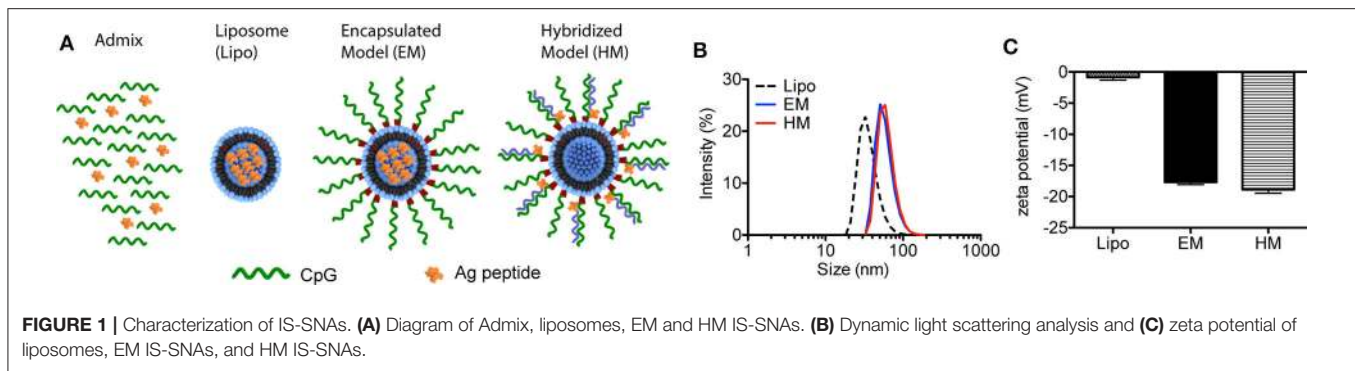 A
Admix
Liposome
(Lipo)
Encapsulated
Model (EM)
Hybridized
Model (HM)
CpG
Ag peptide
B
Intensity (%)
30
20
10
0
Lipo
EM
HM
1
10
100
1000
Size (nm)
C
zeta potential (mV)
0
-5
-10
-15
-20
-25
Lipo
EM
HM
FIGURE 1 | Characterization of IS-SNAs. (A) Diagram of Admix, liposomes, EM and HM IS-SNAs. (B) Dynamic light scattering analysis and (C) zeta potential of
liposomes, EM IS-SNAs, and HM IS-SNAs.